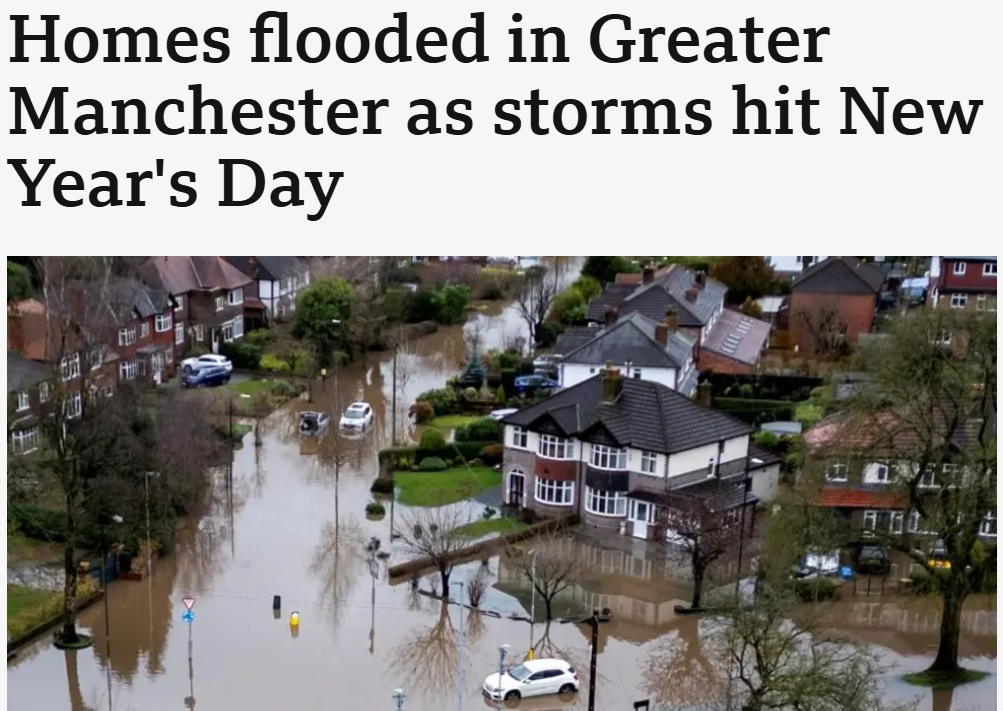 Homes flooded in Greater
Manchester as storms hit New
Year's Day